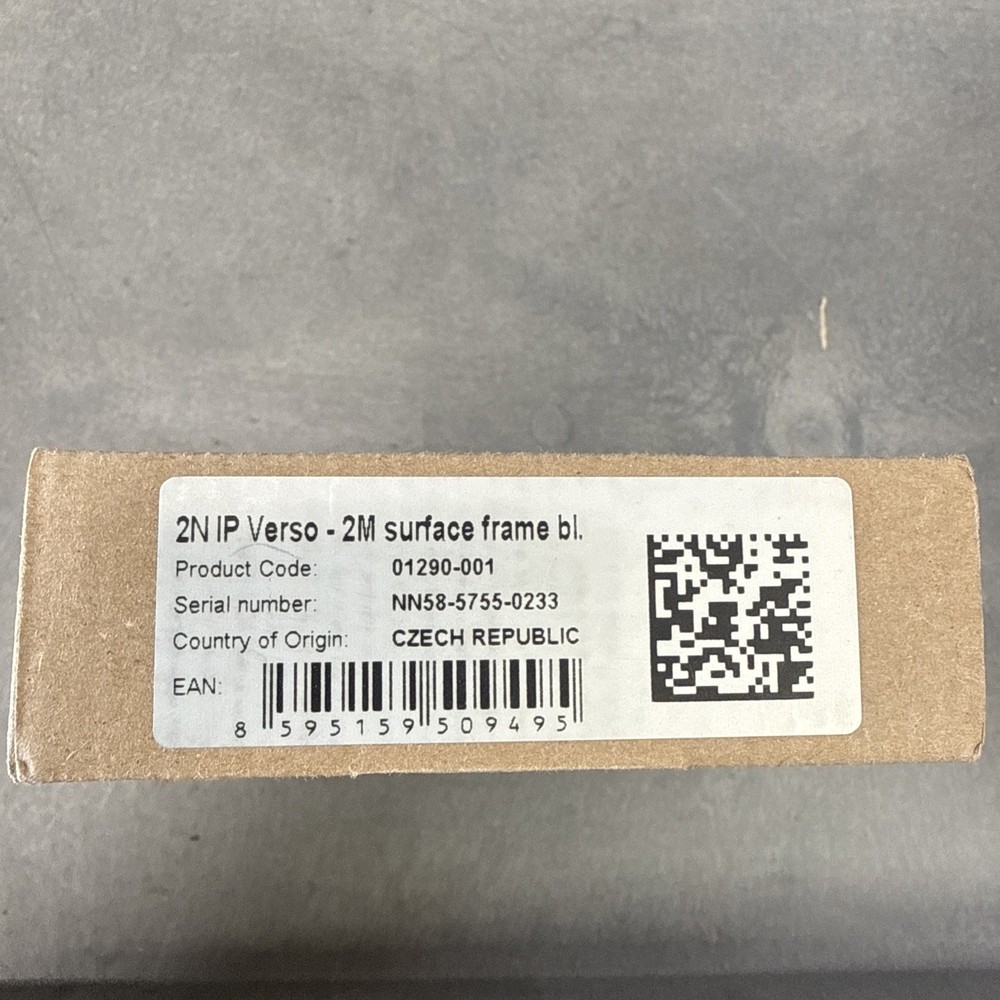 2N IP Verso - 2M surface frame bl.
Product Code: 01290-001
Serial number: NN58-5755-0233
Country of Origin: CZECH REPUBLIC
EAN:
8 595159 509495